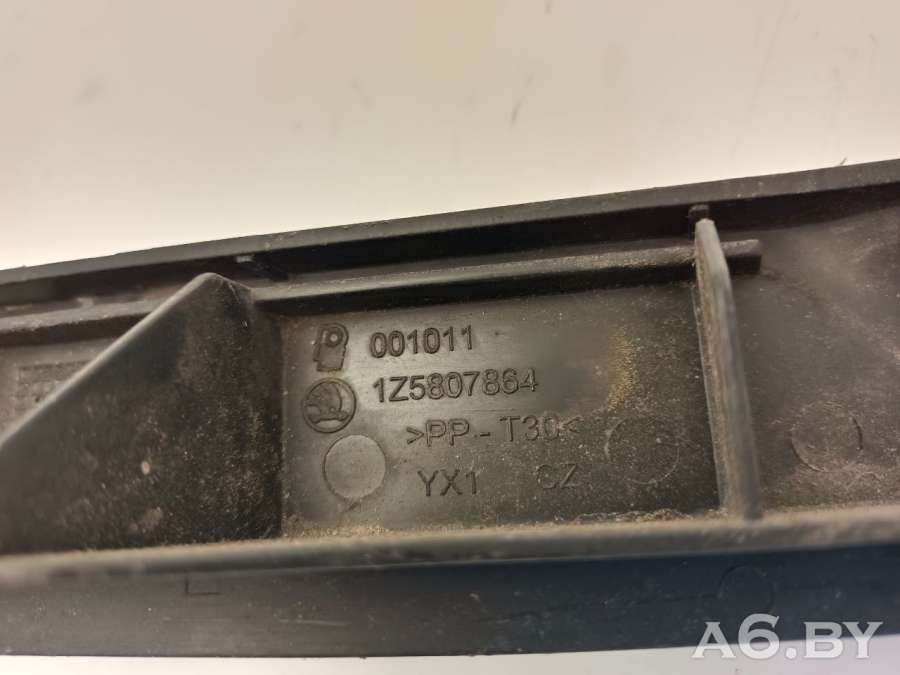 001011
1Z5807864
>PP-T30<
YX1 CZ
A6.BY